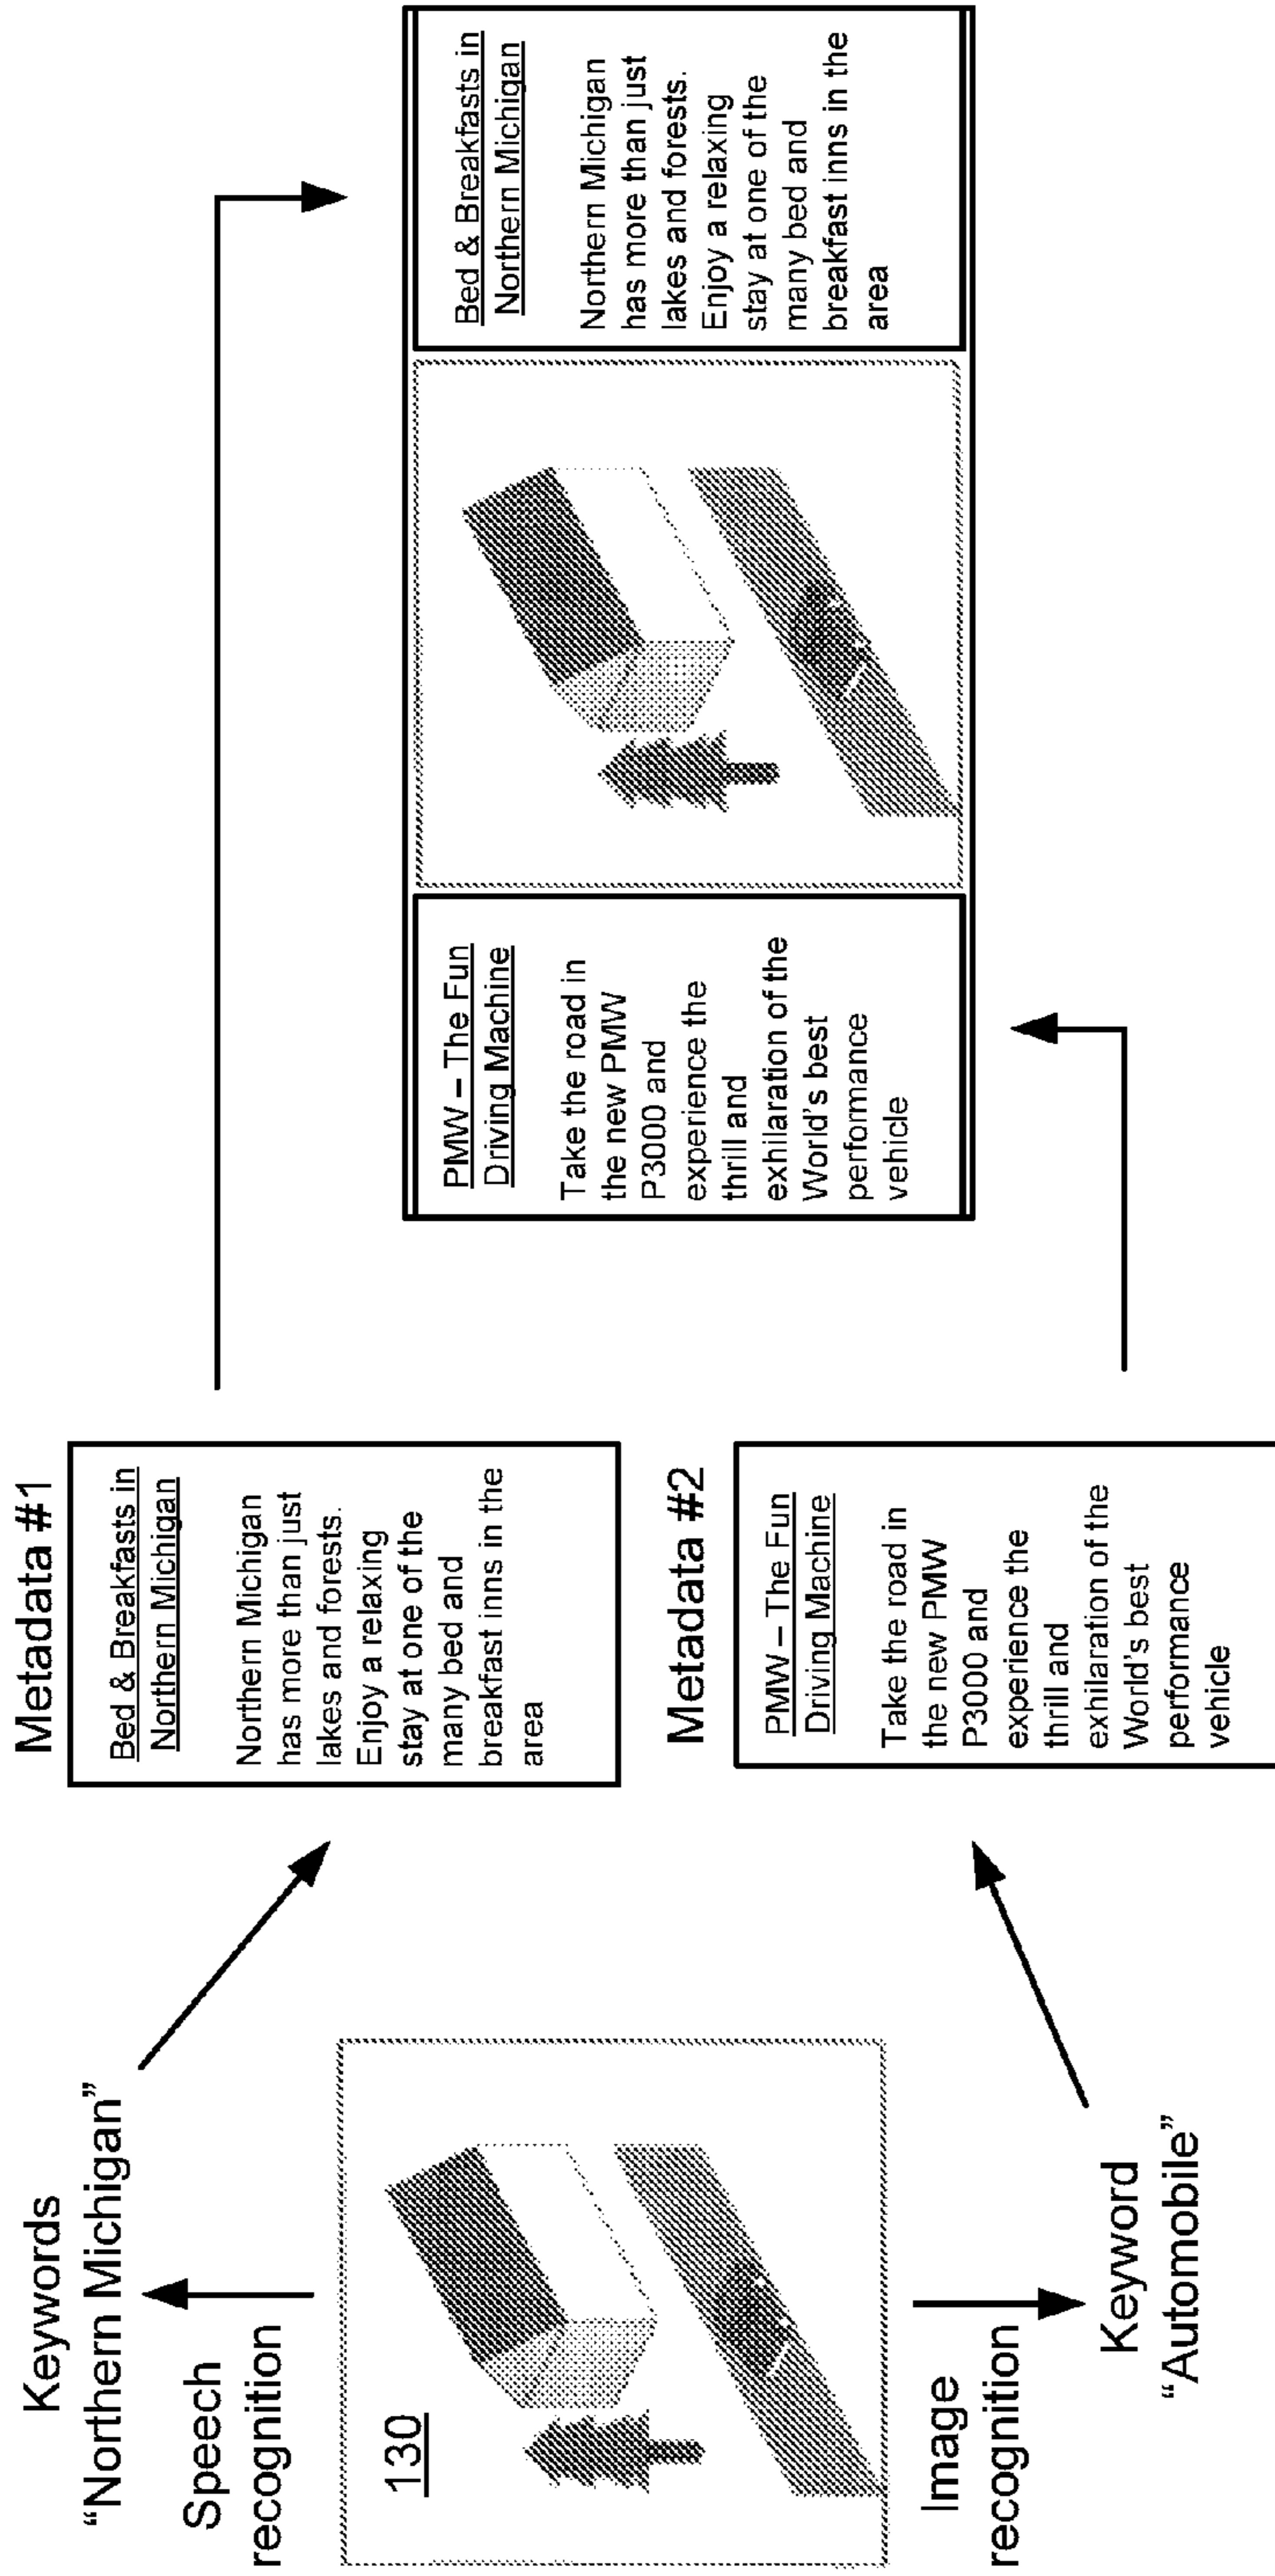 Keywords
“Northern Michigan”
Speech
recognition
130
Image
recognition
Keyword
“Automobile”
Metadata #1
Bed & Breakfasts in
Northern Michigan
Northern Michigan
has more than just
lakes and forests.
Enjoy a relaxing
stay at one of the
many bed and
breakfast inns in the
area
Metadata #2
PMW – The Fun
Driving Machine
Take the road in
the new PMW
P3000 and
experience the
thrill and
exhilaration of the
World's best
performance
vehicle
PMW – The Fun
Driving Machine
Take the road in
the new PMW
P3000 and
experience the
thrill and
exhilaration of the
World's best
performance
vehicle
Bed & Breakfasts in
Northern Michigan
Northern Michigan
has more than just
lakes and forests.
Enjoy a relaxing
stay at one of the
many bed and
breakfast inns in the
area